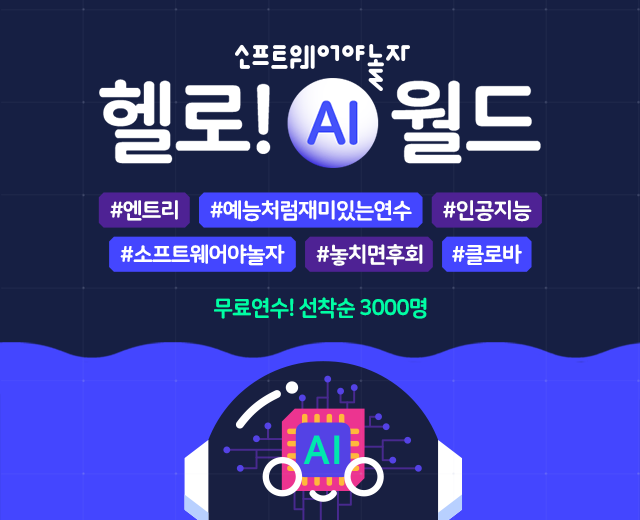 소프트웨어야놀자
헬로! AI 월드
#엔트리 #예능처럼재미있는연수 #인공지능
#소프트웨어야놀자 #놓치면후회 #클로바
무료연수! 선착순 3000명
AI